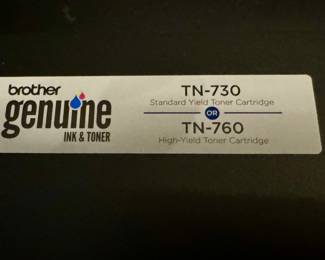 brother
genuine
INK & TONER
TN-730
Standard Yield Toner Cartridge
OR
TN-760
High-Yield Toner Cartridge